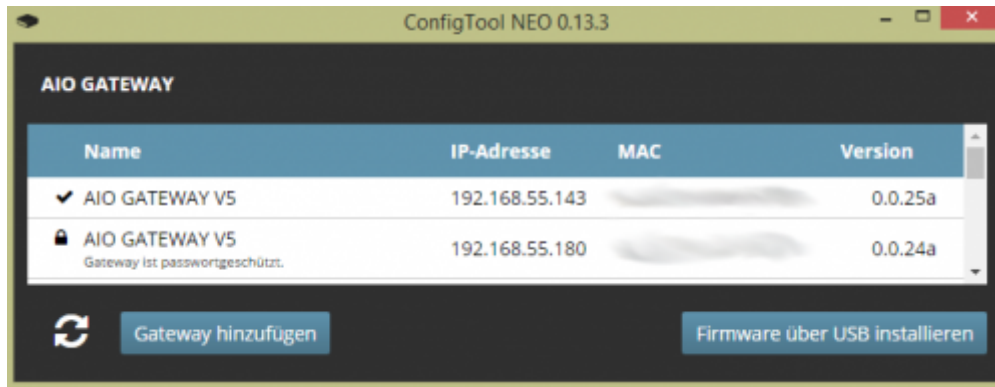 ConfigTool NEO 0.13.3
AIO GATEWAY
Name IP-Adresse MAC Version
AIO GATEWAY V5 192.168.55.143 0.0.25a
AIO GATEWAY V5 192.168.55.180 0.0.24a
Gateway ist passwortgeschützt.
Gateway hinzufügen Firmware über USB installieren